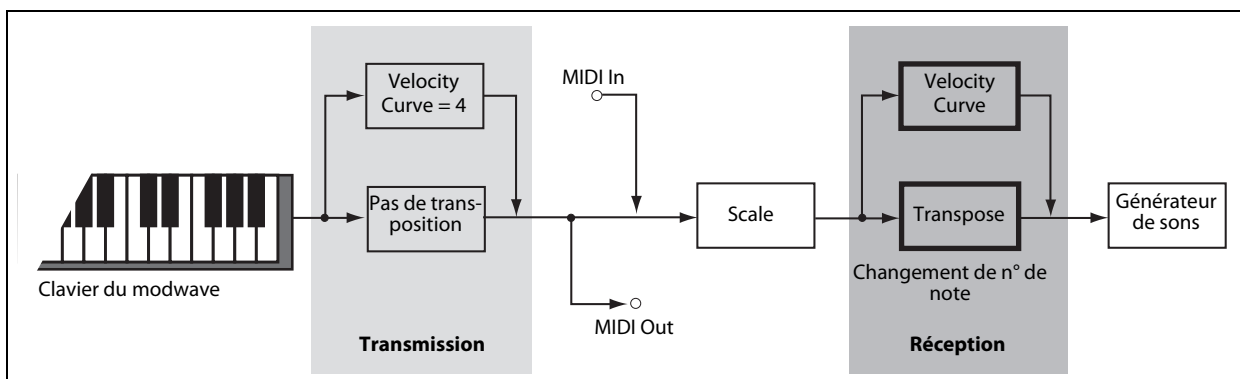 Velocity
Curve = 4
MIDI In
Velocity
Curve
Pas de trans-
position
Scale
Transpose
Générateur
de sons
Clavier du modwave
Changement de n° de
note
MIDI Out
Transmission
Réception